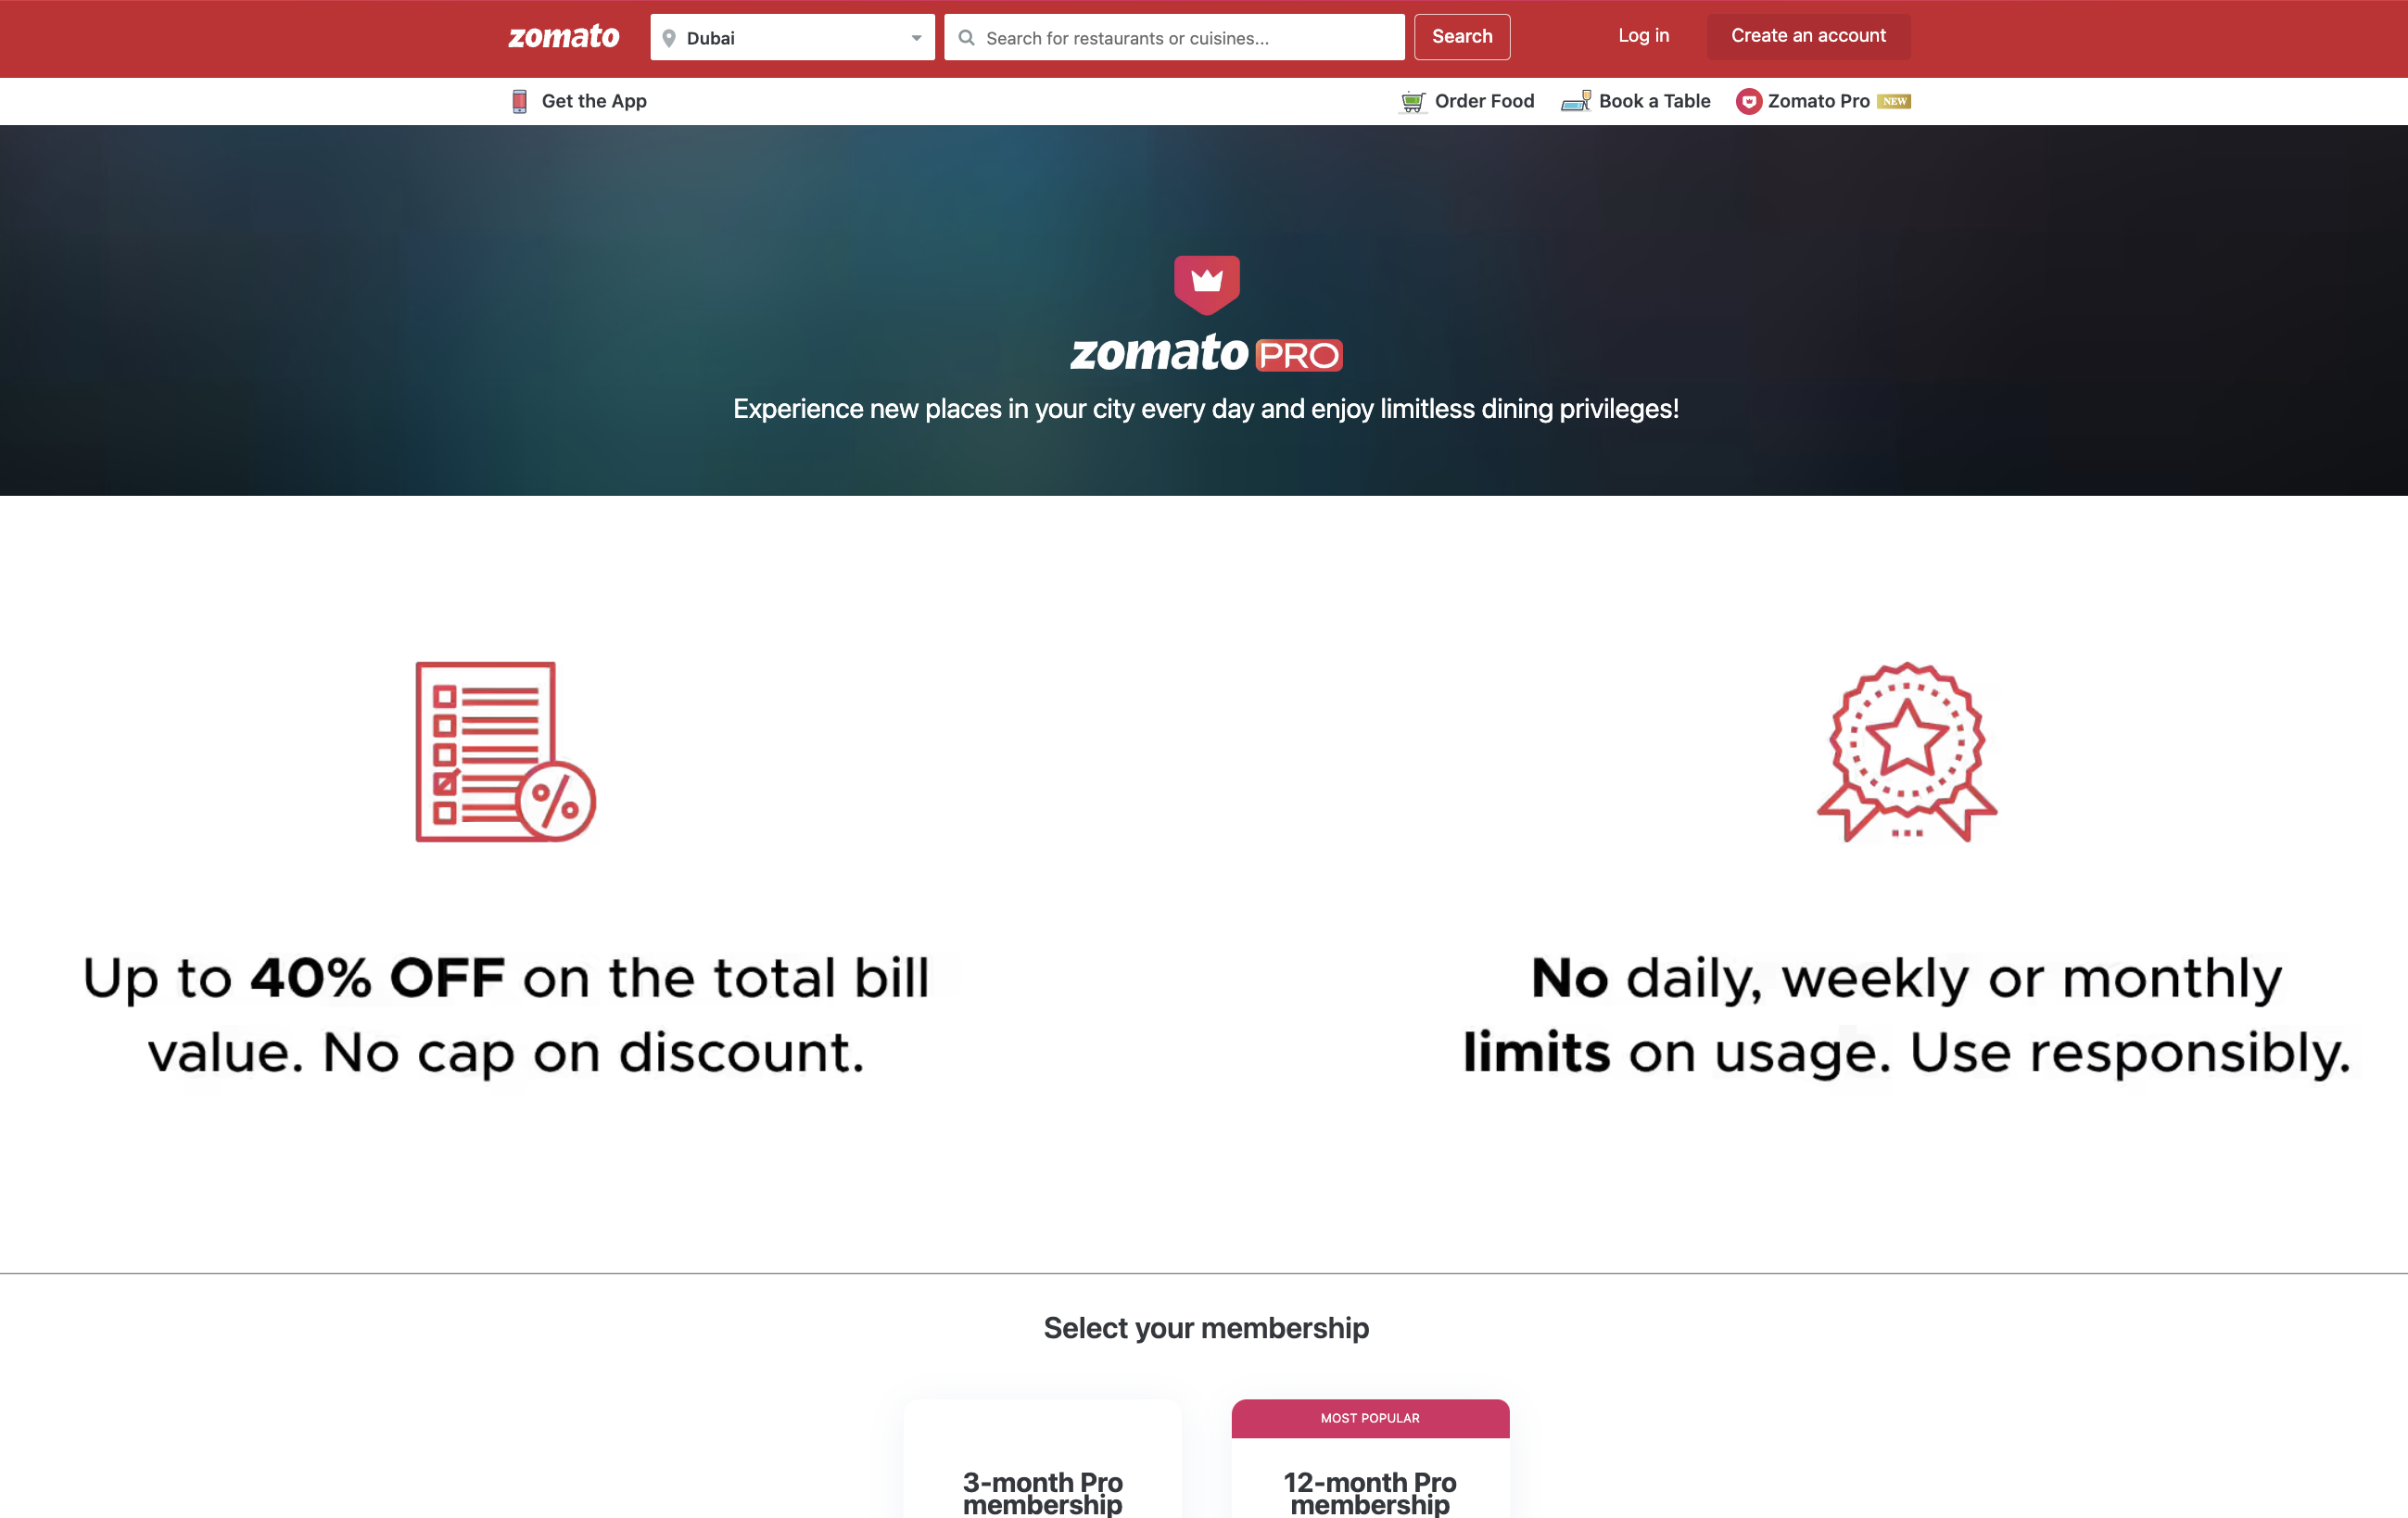 zomato
Dubai
Search for restaurants or cuisines...
Search
Log in
Create an account
Get the App
Order Food
Book a Table
Zomato Pro NEW
zomato PRO
Experience new places in your city every day and enjoy limitless dining privileges!
Up to 40% OFF on the total bill
value. No cap on discount.
No daily, weekly or monthly
limits on usage. Use responsibly.
Select your membership
3-month Pro
membership
MOST POPULAR
12-month Pro
membership